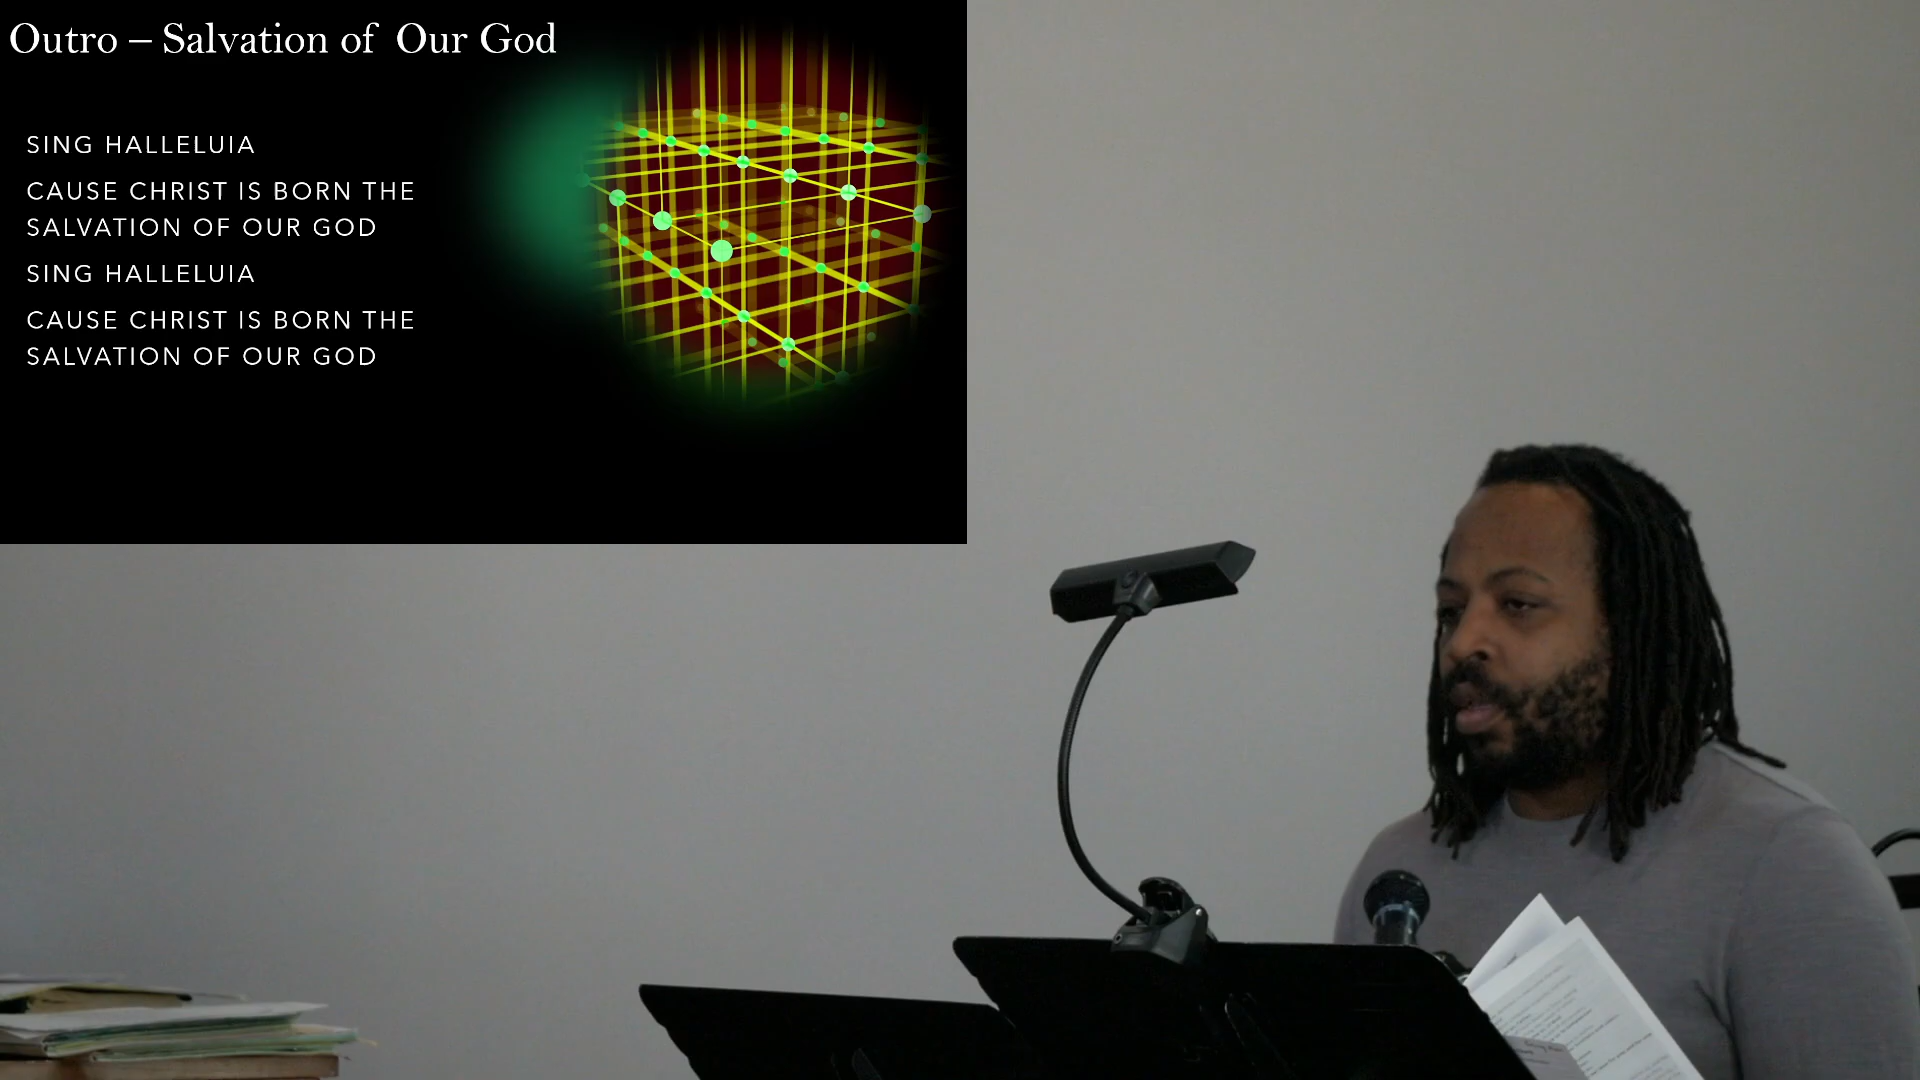 Outro – Salvation of Our God
SING HALLELUIA
CAUSE CHRIST IS BORN THE
SALVATION OF OUR GOD
SING HALLELUIA
CAUSE CHRIST IS BORN THE
SALVATION OF OUR GOD